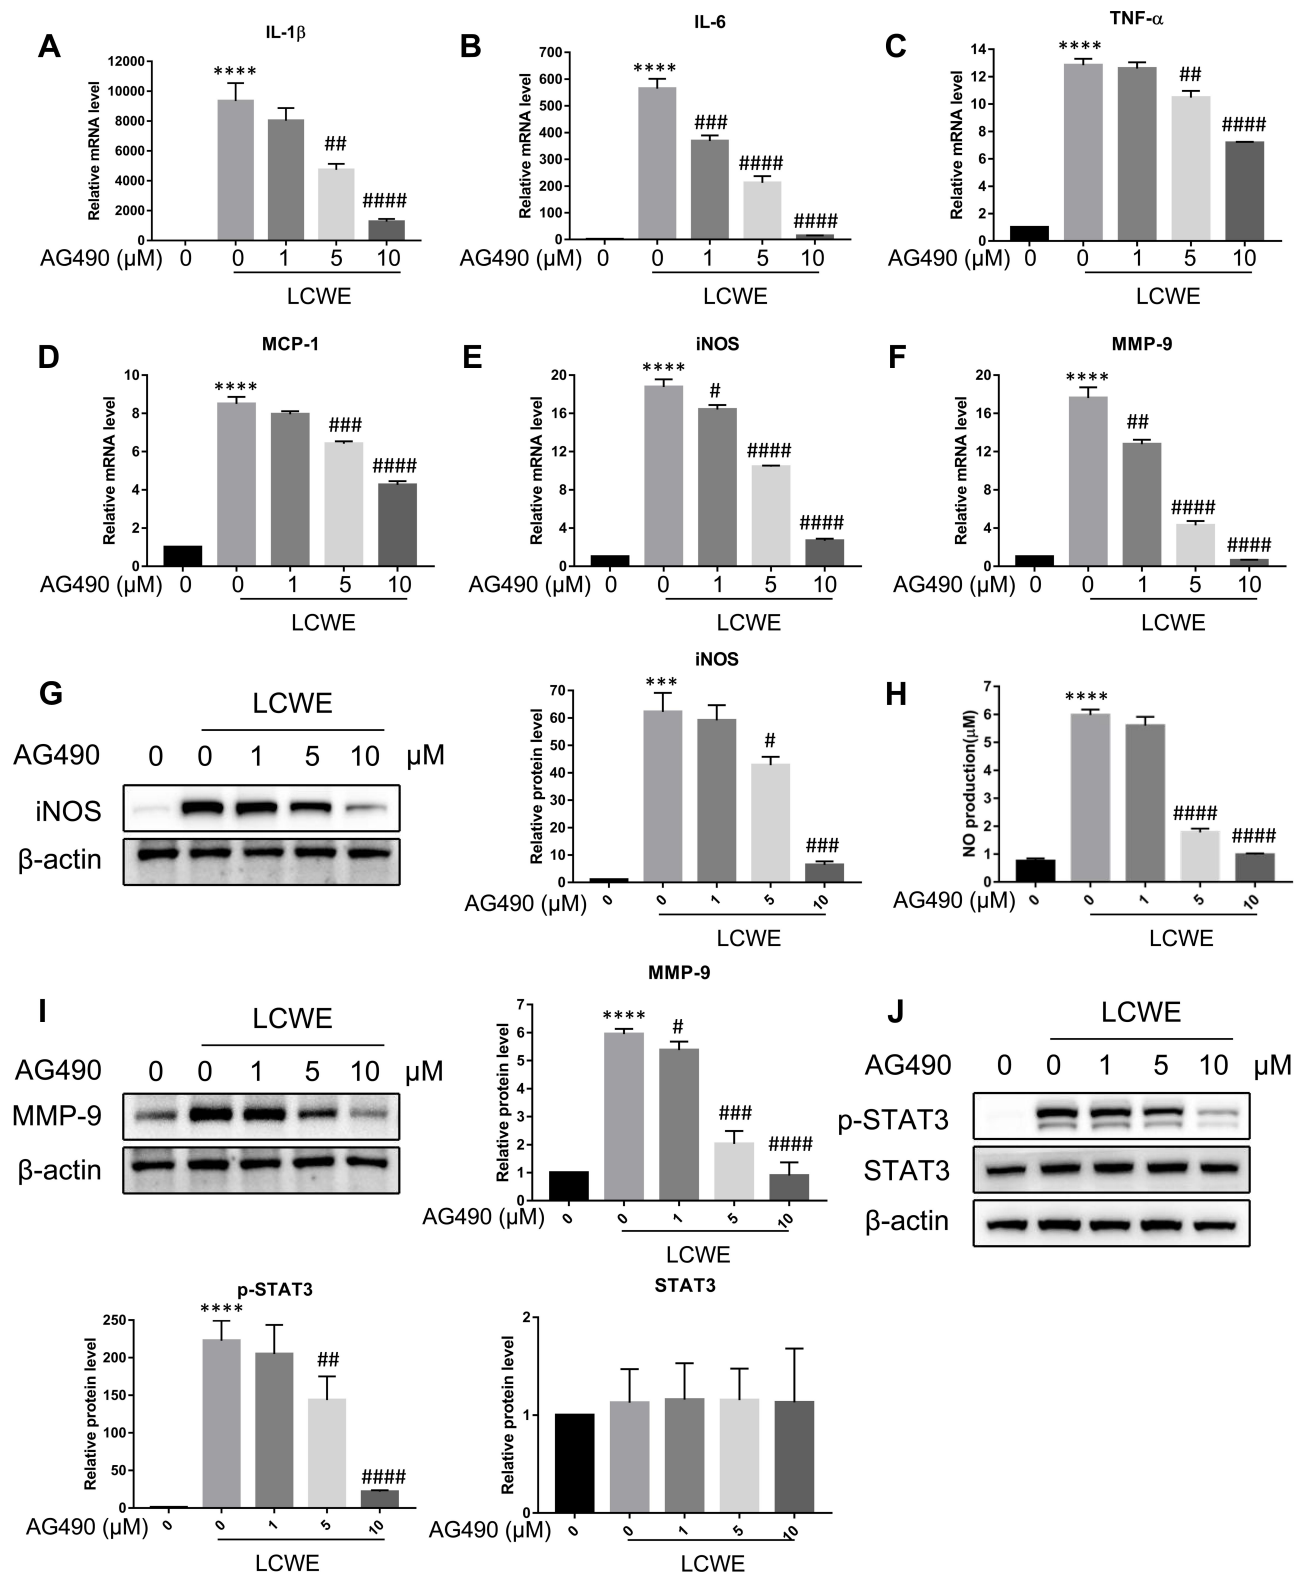 A
IL-1β
Relative mRNA level
12000
10000
8000
6000
4000
2000
0
****
##
####
AG490 (μM) 0 0 1 5 10
LCWE
B
IL-6
Relative mRNA level
700
600
500
400
300
200
100
0
****
###
####
####
AG490 (μM) 0 0 1 5 10
LCWE
C
TNF-α
Relative mRNA level
14
12
10
8
6
4
2
0
****
##
####
AG490 (μM) 0 0 1 5 10
LCWE
D
MCP-1
Relative mRNA level
10
8
6
4
2
0
****
###
####
AG490 (μM) 0 0 1 5 10
LCWE
E
iNOS
Relative mRNA level
20
16
12
8
4
0
****
#
####
####
AG490 (μM) 0 0 1 5 10
LCWE
F
MMP-9
Relative mRNA level
20
16
12
8
4
0
****
##
####
####
AG490 (μM) 0 0 1 5 10
LCWE
G
LCWE
AG490 0 0 1 5 10 μM
iNOS
β-actin
iNOS
Relative protein level
70
60
50
40
30
20
10
0
***
#
###
AG490 (μM) 0 0 1 5 10
LCWE
H
NO production(μM)
7
6
5
4
3
2
1
0
****
####
####
AG490 (μM) 0 0 1 5 10
LCWE
I
LCWE
AG490 0 0 1 5 10 μM
MMP-9
β-actin
MMP-9
Relative protein level
7
6
5
4
3
2
1
0
****
#
###
####
AG490 (μM) 0 0 1 5 10
LCWE
J
LCWE
AG490 0 0 1 5 10 μM
p-STAT3
STAT3
β-actin
p-STAT3
Relative protein level
250
200
150
100
50
0
****
##
####
AG490 (μM) 0 0 1 5 10
LCWE
STAT3
Relative protein level
2
1
0
AG490 (μM) 0 0 1 5 10
LCWE